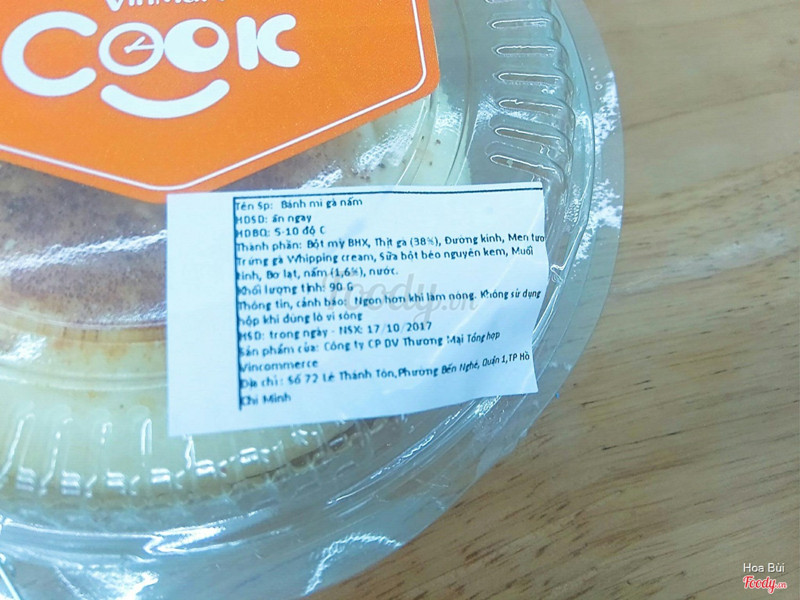 COOK
Tên Sp: Bánh mì gà nấm
HDSD: ăn ngay
HDBQ: 5-10 độ C
Thành phần: Bột mỳ BHX, Thịt gà (38%), Đường kính, Men tươi
Trứng gà Whipping cream, Sữa bột béo nguyên kem, Muối
tinh, Bơ lạt, nấm (1,6%), nước.
Khối lượng tịnh: 90 G
Thông tin, cảnh báo: Ngon hơn khi làm nóng. Không sử dụng
hộp khi dùng lò vi sóng
HSD: trong ngày - NSX: 17/10/2017
Sản phẩm của: Công ty CP DV Thương Mại Tổng hợp
Vincommerce
Địa chỉ: Số 72 Lê Thánh Tôn,Phường Bến Nghé, Quận 1,TP Hồ
Chí Minh
foody.vn
Hoa Bùi
Foody.vn